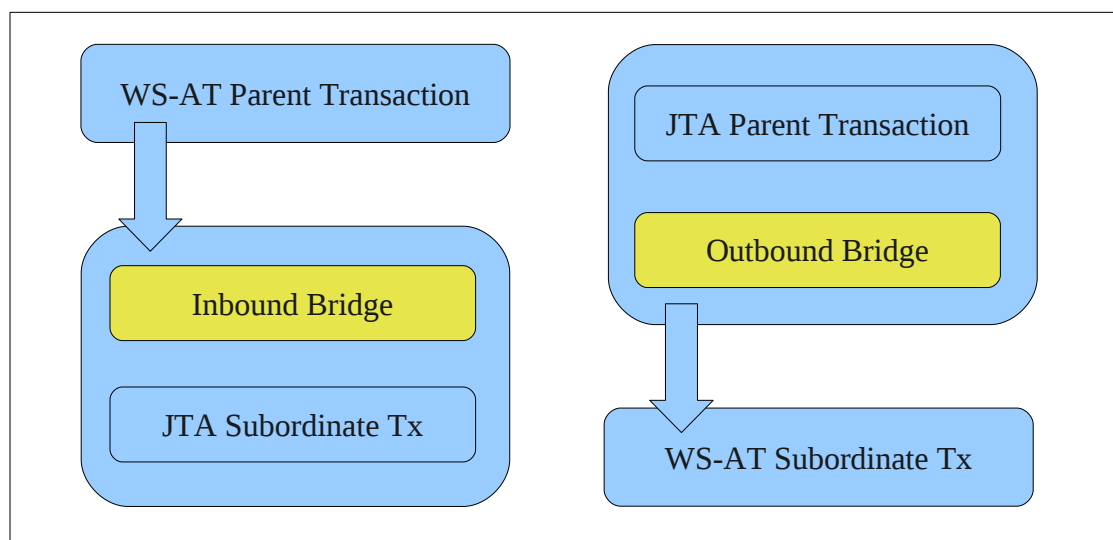 WS-AT Parent Transaction
Inbound Bridge
JTA Subordinate Tx
JTA Parent Transaction
Outbound Bridge
WS-AT Subordinate Tx